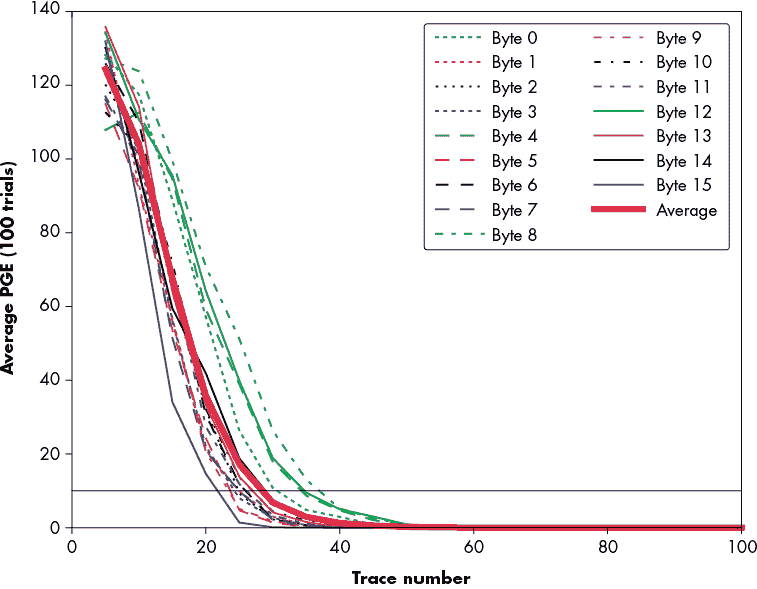 140
120
100
80
60
40
20
0
Average PGE (100 trials)
0 20 40 60 80 100
Trace number
Byte 0
Byte 1
Byte 2
Byte 3
Byte 4
Byte 5
Byte 6
Byte 7
Byte 8
Byte 9
Byte 10
Byte 11
Byte 12
Byte 13
Byte 14
Byte 15
Average